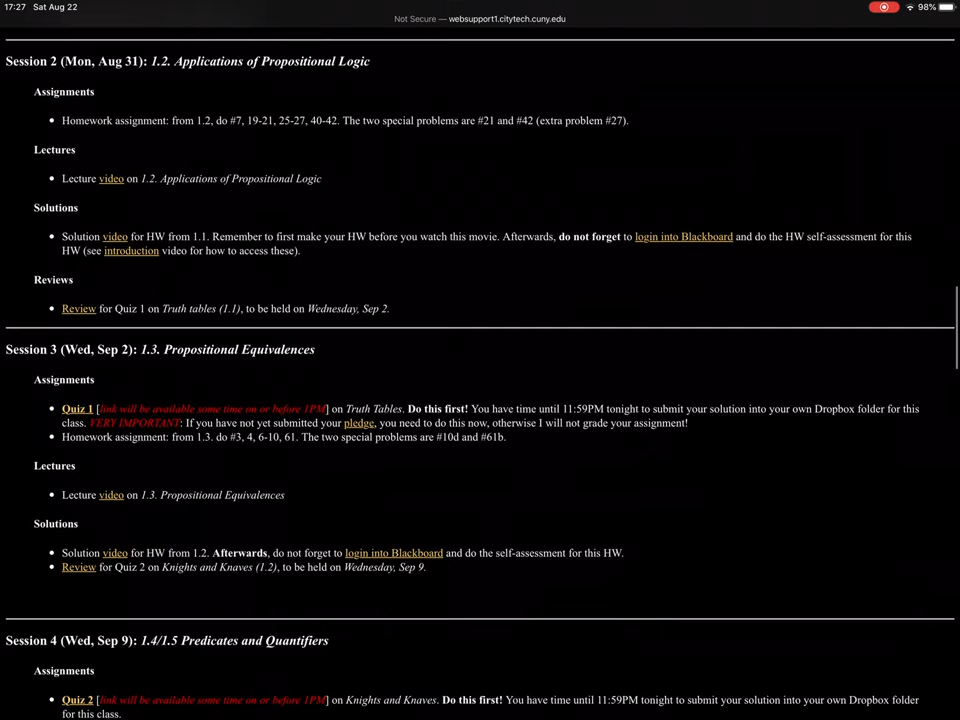 17:27 Sat Aug 22
98%
Not Secure — websupport1.citytech.cuny.edu
Session 2 (Mon, Aug 31): 1.2. Applications of Propositional Logic
Assignments
• Homework assignment: from 1.2, do #7, 19-21, 25-27, 40-42. The two special problems are #21 and #42 (extra problem #27).
Lectures
• Lecture video on 1.2. Applications of Propositional Logic
Solutions
• Solution video for HW from 1.1. Remember to first make your HW before you watch this movie. Afterwards, do not forget to login into Blackboard and do the HW self-assessment for this
HW (see introduction video for how to access these).
Reviews
• Review for Quiz 1 on Truth tables (1.1), to be held on Wednesday, Sep 2.
Session 3 (Wed, Sep 2): 1.3. Propositional Equivalences
Assignments
• Quiz 1 [link will be available some time on or before 1PM] on Truth Tables. Do this first! You have time until 11:59PM tonight to submit your solution into your own Dropbox folder for this
class. VERY IMPORTANT: If you have not yet submitted your pledge, you need to do this now, otherwise I will not grade your assignment!
• Homework assignment: from 1.3. do #3, 4, 6-10, 61. The two special problems are #10d and #61b.
Lectures
• Lecture video on 1.3. Propositional Equivalences
Solutions
• Solution video for HW from 1.2. Afterwards, do not forget to login into Blackboard and do the self-assessment for this HW.
• Review for Quiz 2 on Knights and Knaves (1.2), to be held on Wednesday, Sep 9.
Session 4 (Wed, Sep 9): 1.4/1.5 Predicates and Quantifiers
Assignments
• Quiz 2 [link will be available some time on or before 1PM] on Knights and Knaves. Do this first! You have time until 11:59PM tonight to submit your solution into your own Dropbox folder
for this class.